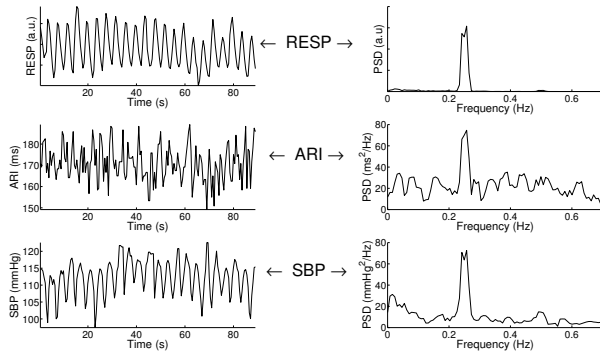 RESP (a.u.)
20 40 60 80
Time (s)
← RESP →
PSD (a.u)
0 0.2 0.4 0.6
Frequency (Hz)
180
170
160
150
ARI (ms)
0 20 40 60 80
Time (s)
← ARI →
80
60
40
20
0
PSD (ms²/Hz)
0 0.2 0.4 0.6
Frequency (Hz)
120
115
110
105
100
SBP (mmHg)
20 40 60 80
Time (s)
← SBP →
80
60
40
20
0
PSD (mmHg²/Hz)
0 0.2 0.4 0.6
Frequency (Hz)